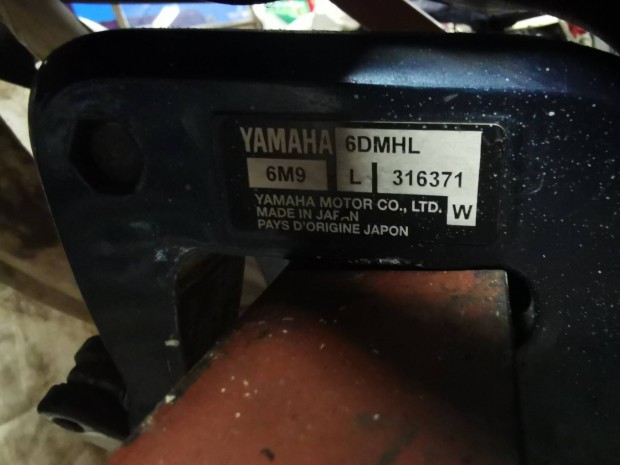 YAMAHA 6DMHL
6M9 L 316371
YAMAHA MOTOR CO., LTD. W
MADE IN JAPAN
PAYS D'ORIGINE JAPON